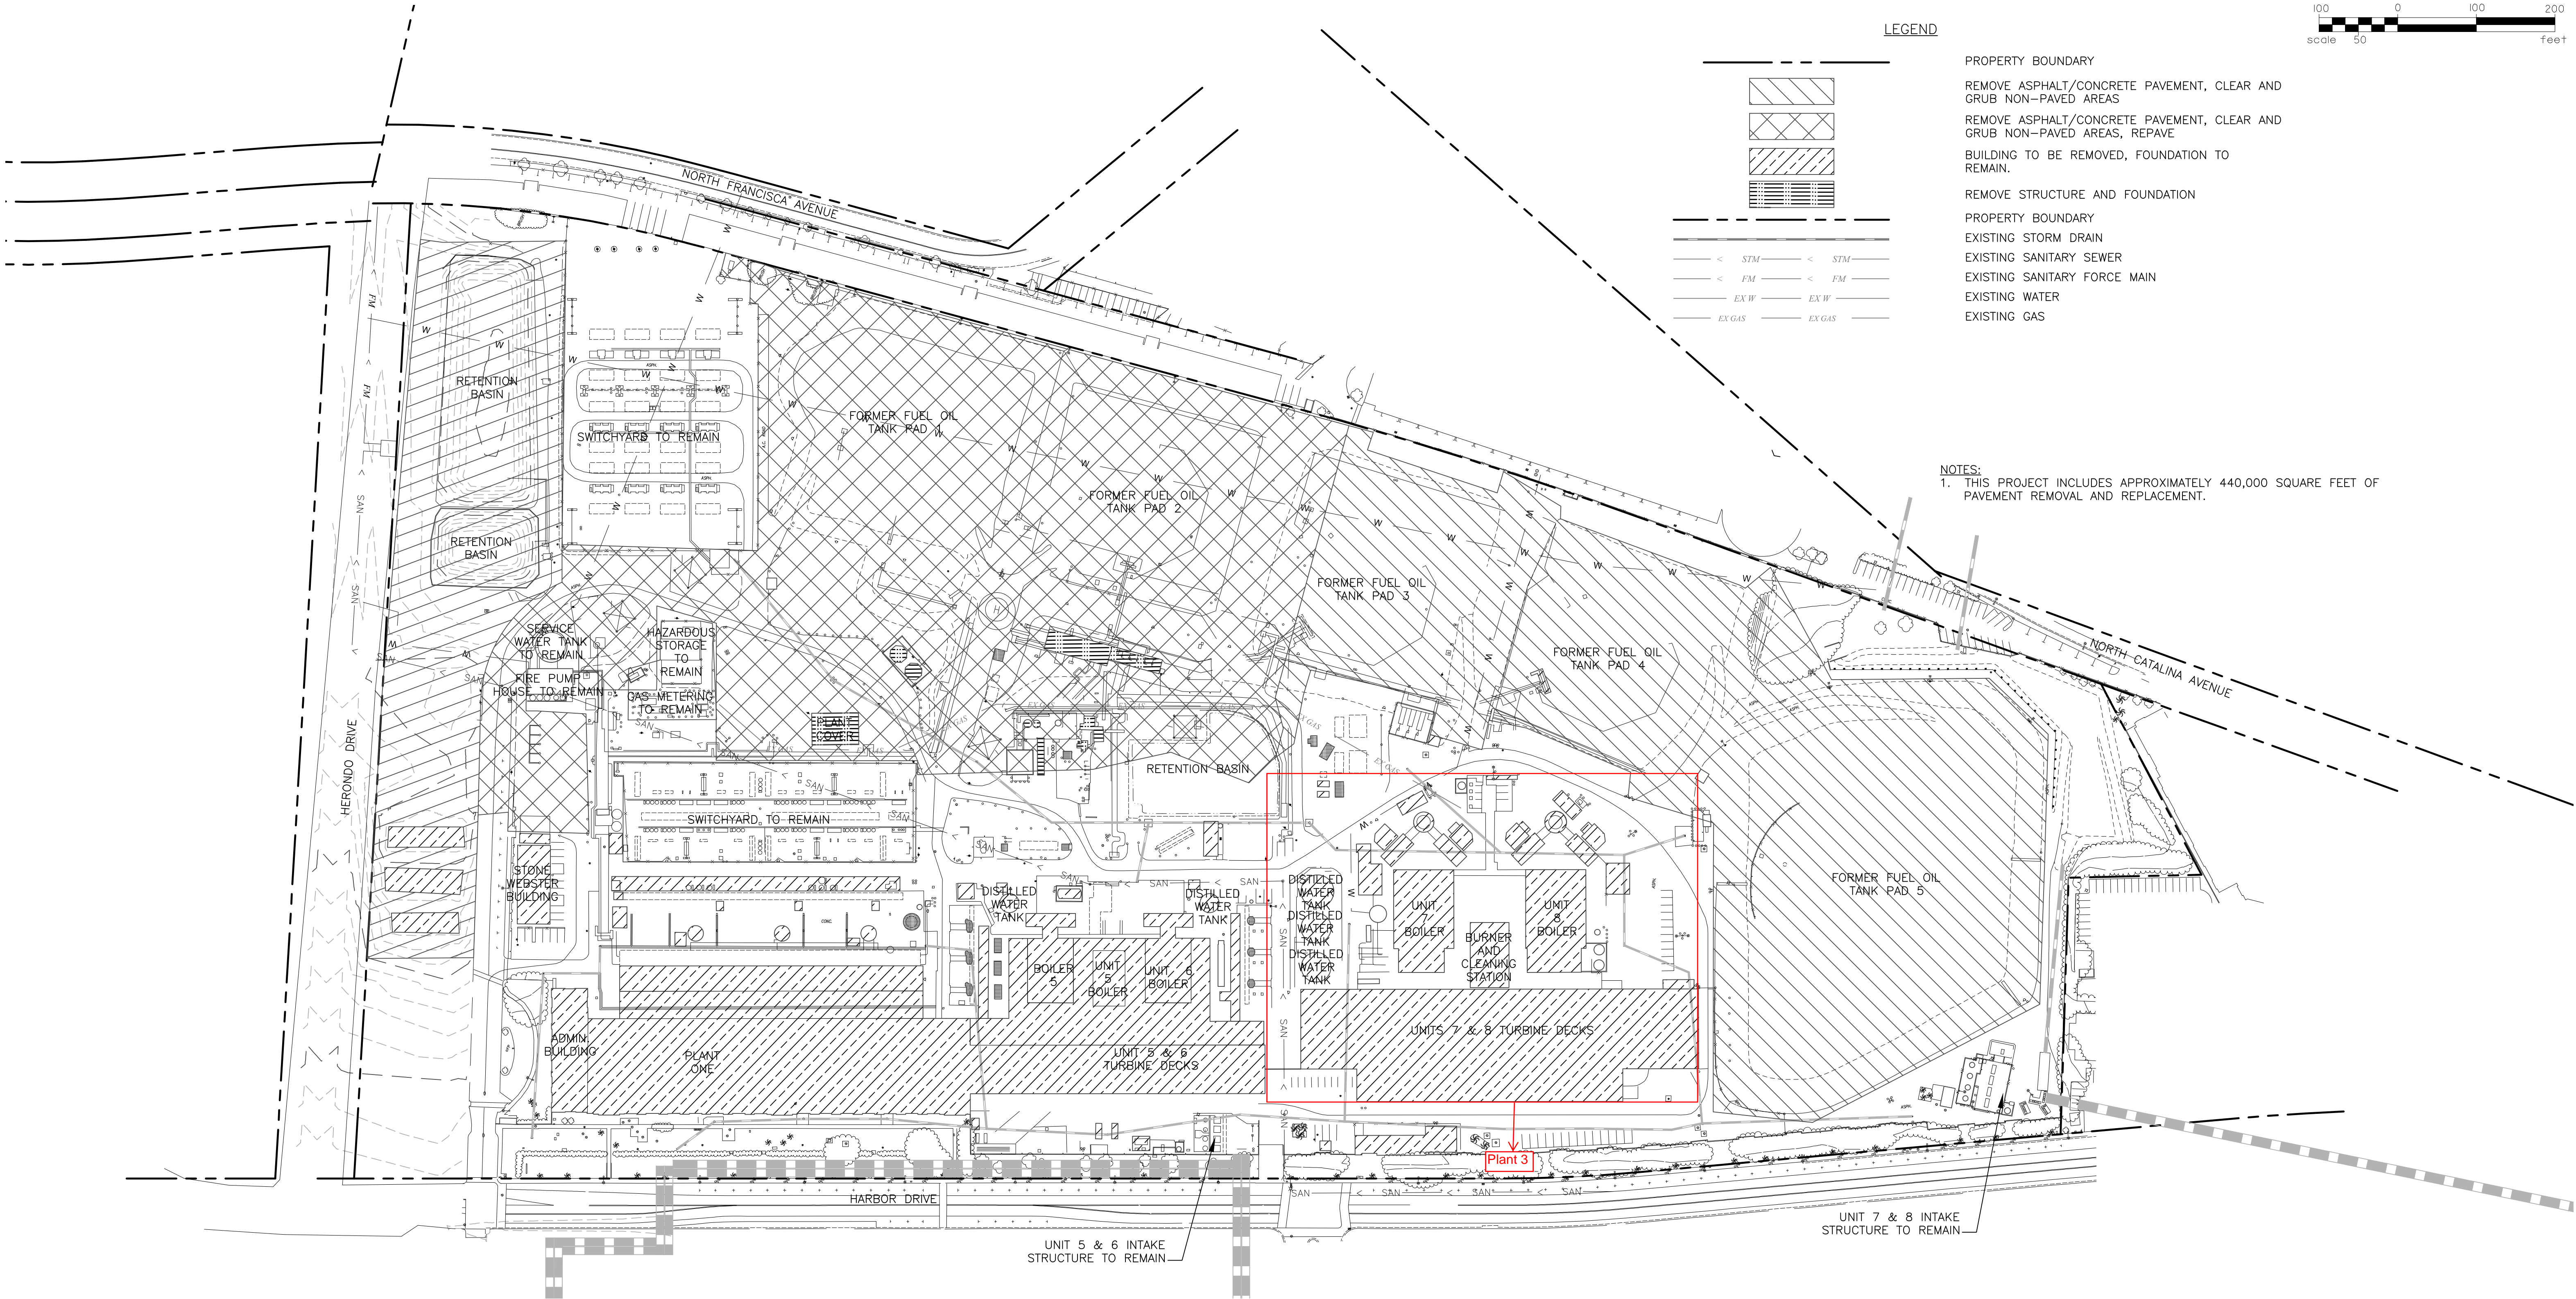 LEGEND
100 0 100 200
scale 50 feet
PROPERTY BOUNDARY
REMOVE ASPHALT/CONCRETE PAVEMENT, CLEAR AND
GRUB NON-PAVED AREAS
REMOVE ASPHALT/CONCRETE PAVEMENT, CLEAR AND
GRUB NON-PAVED AREAS, REPAVE
BUILDING TO BE REMOVED, FOUNDATION TO
REMAIN.
REMOVE STRUCTURE AND FOUNDATION
PROPERTY BOUNDARY
EXISTING STORM DRAIN
< STM < STM
EXISTING SANITARY SEWER
< FM < FM
EXISTING SANITARY FORCE MAIN
EX W EX W
EXISTING WATER
EX GAS EX GAS
EXISTING GAS
NOTES:
1. THIS PROJECT INCLUDES APPROXIMATELY 440,000 SQUARE FEET OF
PAVEMENT REMOVAL AND REPLACEMENT.
NORTH FRANCISCA AVENUE
NORTH CATALINA AVENUE
HERONDO DRIVE
HARBOR DRIVE
RETENTION
BASIN
RETENTION
BASIN
SWITCHYARD TO REMAIN
FORMER FUEL OIL
TANK PAD 1
FORMER FUEL OIL
TANK PAD 2
FORMER FUEL OIL
TANK PAD 3
FORMER FUEL OIL
TANK PAD 4
FORMER FUEL OIL
TANK PAD 5
SERVICE
WATER TANK
TO REMAIN
FIRE PUMP
HOUSE TO REMAIN
HAZARDOUS
STORAGE
TO
REMAIN
GAS METERING
TO REMAIN
PLANT
COVER
RETENTION BASIN
SWITCHYARD TO REMAIN
STONE
WEBSTER
BUILDING
DISTILLED
WATER
TANK
DISTILLED
WATER
TANK
DISTILLED
WATER
TANK
DISTILLED
WATER
TANK
DISTILLED
WATER
TANK
BOILER
5
UNIT
5
BOILER
UNIT 6
BOILER
UNIT
7
BOILER
BURNER
AND
CLEANING
STATION
UNIT
8
BOILER
ADMIN.
BUILDING
PLANT
ONE
UNIT 5 & 6
TURBINE DECKS
UNITS 7 & 8 TURBINE DECKS
Plant 3
UNIT 5 & 6 INTAKE
STRUCTURE TO REMAIN
UNIT 7 & 8 INTAKE
STRUCTURE TO REMAIN